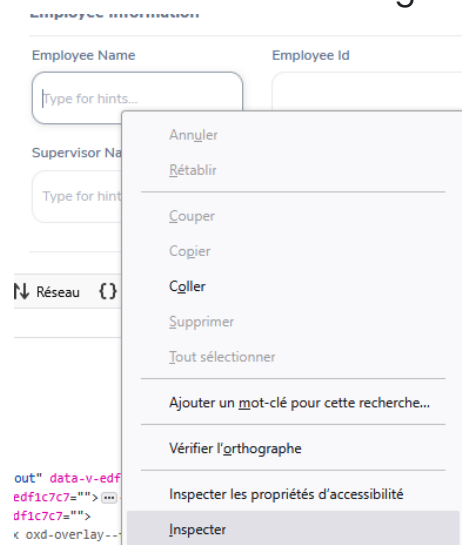 Employee Information
Employee Name
Employee Id
Type for hints...
Supervisor Na
Type for hint
Annuler
Rétablir
Couper
Copier
Coller
Supprimer
Tout sélectionner
Ajouter un mot-clé pour cette recherche...
Vérifier l'orthographe
Inspecter les propriétés d'accessibilité
Inspecter
Réseau {}
out" data-v-edf
edf1c7c7="">
df1c7c7="">
x oxd-overlay--